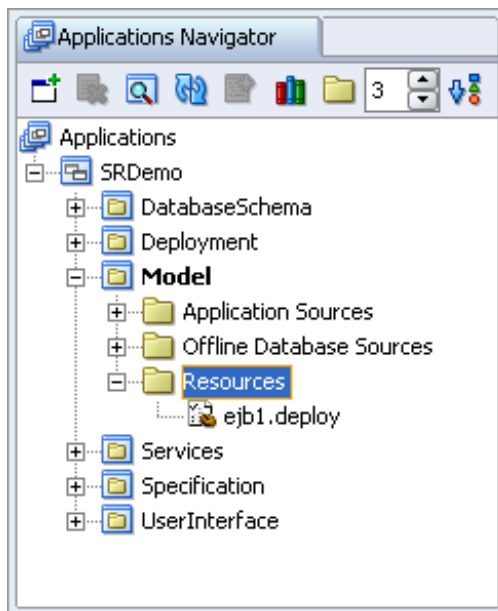 Applications Navigator
3
Applications
SRDemo
DatabaseSchema
Deployment
Model
Application Sources
Offline Database Sources
Resources
ejb1.deploy
Services
Specification
UserInterface